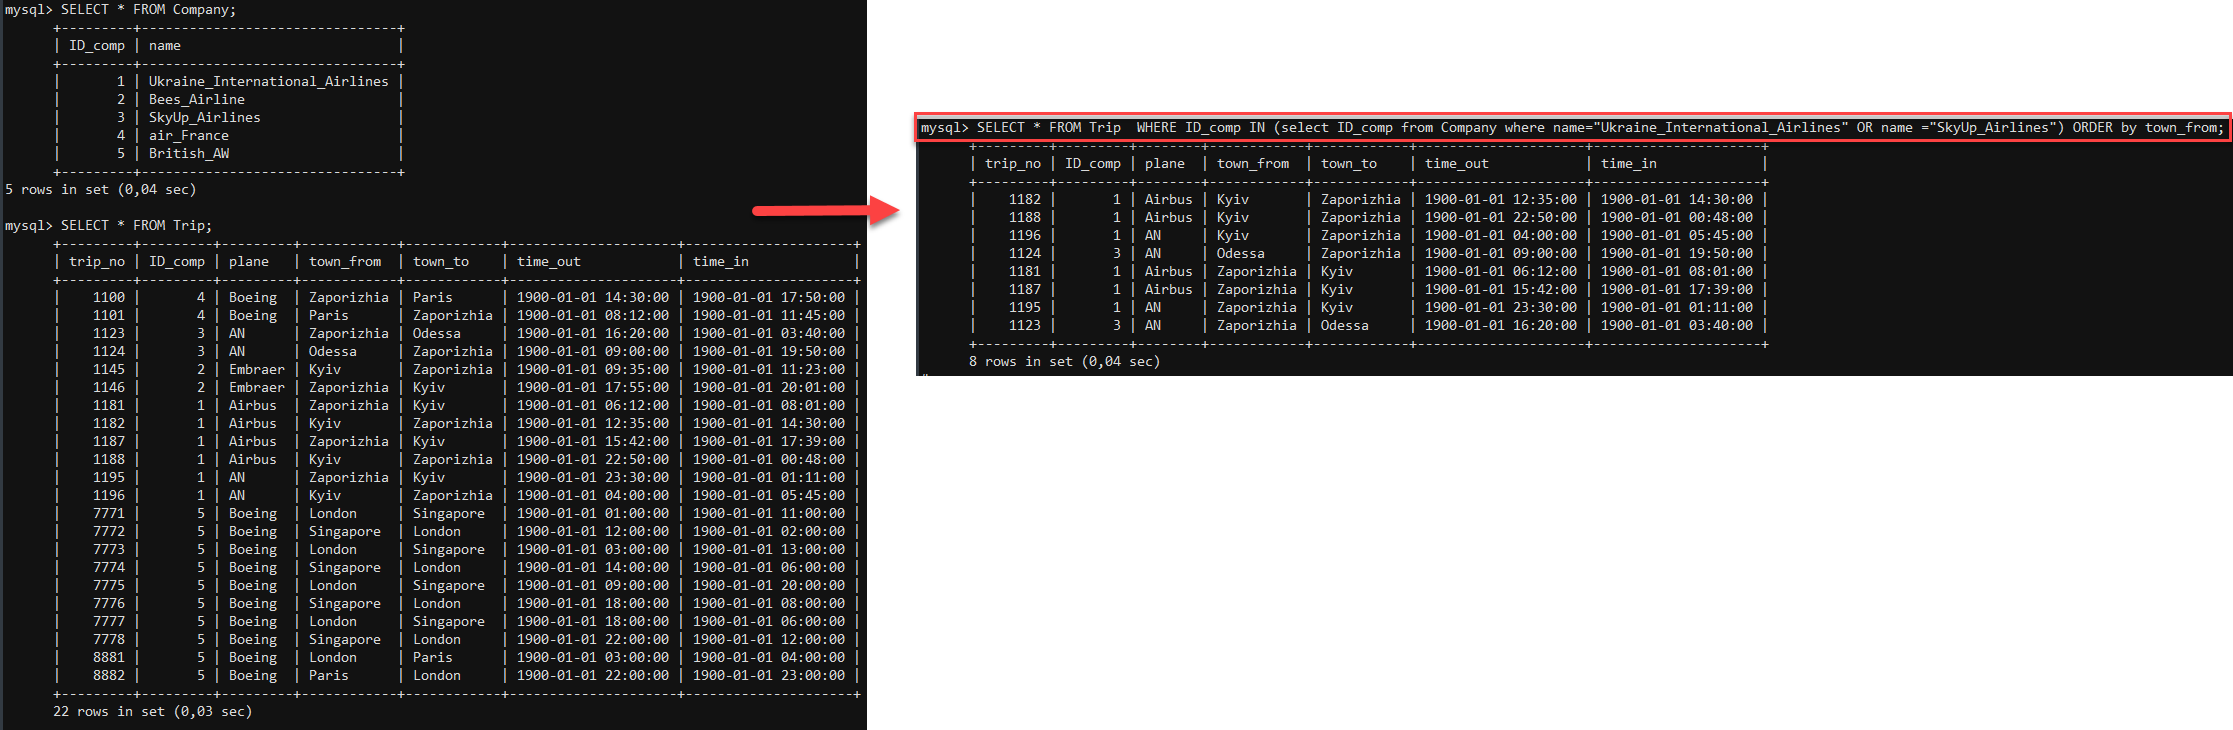 mysql> SELECT * FROM Company;
+---------+--------------------------------+
| ID_comp | name                           |
+---------+--------------------------------+
|       1 | Ukraine_International_Airlines |
|       2 | Bees_Airline                   |
|       3 | SkyUp_Airlines                 |
|       4 | air_France                     |
|       5 | British_AW                     |
+---------+--------------------------------+
5 rows in set (0,04 sec)
mysql> SELECT * FROM Trip;
+---------+---------+---------+------------+------------+---------------------+---------------------+
| trip_no | ID_comp | plane   | town_from  | town_to    | time_out            | time_in             |
+---------+---------+---------+------------+------------+---------------------+---------------------+
|    1100 |       4 | Boeing  | Zaporizhia | Paris      | 1900-01-01 14:30:00 | 1900-01-01 17:50:00 |
|    1101 |       4 | Boeing  | Paris      | Zaporizhia | 1900-01-01 08:12:00 | 1900-01-01 11:45:00 |
|    1123 |       3 | AN      | Zaporizhia | Odessa     | 1900-01-01 16:20:00 | 1900-01-01 03:40:00 |
|    1124 |       3 | AN      | Odessa     | Zaporizhia | 1900-01-01 09:00:00 | 1900-01-01 19:50:00 |
|    1145 |       2 | Embraer | Kyiv       | Zaporizhia | 1900-01-01 09:35:00 | 1900-01-01 11:23:00 |
|    1146 |       2 | Embraer | Zaporizhia | Kyiv       | 1900-01-01 17:55:00 | 1900-01-01 20:01:00 |
|    1181 |       1 | Airbus  | Zaporizhia | Kyiv       | 1900-01-01 06:12:00 | 1900-01-01 08:01:00 |
|    1182 |       1 | Airbus  | Kyiv       | Zaporizhia | 1900-01-01 12:35:00 | 1900-01-01 14:30:00 |
|    1187 |       1 | Airbus  | Zaporizhia | Kyiv       | 1900-01-01 15:42:00 | 1900-01-01 17:39:00 |
|    1188 |       1 | Airbus  | Kyiv       | Zaporizhia | 1900-01-01 22:50:00 | 1900-01-01 00:48:00 |
|    1195 |       1 | AN      | Zaporizhia | Kyiv       | 1900-01-01 23:30:00 | 1900-01-01 01:11:00 |
|    1196 |       1 | AN      | Kyiv       | Zaporizhia | 1900-01-01 04:00:00 | 1900-01-01 05:45:00 |
|    7771 |       5 | Boeing  | London     | Singapore  | 1900-01-01 01:00:00 | 1900-01-01 11:00:00 |
|    7772 |       5 | Boeing  | Singapore  | London     | 1900-01-01 12:00:00 | 1900-01-01 02:00:00 |
|    7773 |       5 | Boeing  | London     | Singapore  | 1900-01-01 03:00:00 | 1900-01-01 13:00:00 |
|    7774 |       5 | Boeing  | Singapore  | London     | 1900-01-01 14:00:00 | 1900-01-01 06:00:00 |
|    7775 |       5 | Boeing  | London     | Singapore  | 1900-01-01 09:00:00 | 1900-01-01 20:00:00 |
|    7776 |       5 | Boeing  | Singapore  | London     | 1900-01-01 18:00:00 | 1900-01-01 08:00:00 |
|    7777 |       5 | Boeing  | London     | Singapore  | 1900-01-01 18:00:00 | 1900-01-01 06:00:00 |
|    7778 |       5 | Boeing  | Singapore  | London     | 1900-01-01 22:00:00 | 1900-01-01 12:00:00 |
|    8881 |       5 | Boeing  | London     | Paris      | 1900-01-01 03:00:00 | 1900-01-01 04:00:00 |
|    8882 |       5 | Boeing  | Paris      | London     | 1900-01-01 22:00:00 | 1900-01-01 23:00:00 |
+---------+---------+---------+------------+------------+---------------------+---------------------+
22 rows in set (0,03 sec)
mysql> SELECT * FROM Trip  WHERE ID_comp IN (select ID_comp from Company where name="Ukraine_International_Airlines" OR name ="SkyUp_Airlines") ORDER by town_from;
+---------+---------+--------+------------+------------+---------------------+---------------------+
| trip_no | ID_comp | plane  | town_from  | town_to    | time_out            | time_in             |
+---------+---------+--------+------------+------------+---------------------+---------------------+
|    1182 |       1 | Airbus | Kyiv       | Zaporizhia | 1900-01-01 12:35:00 | 1900-01-01 14:30:00 |
|    1188 |       1 | Airbus | Kyiv       | Zaporizhia | 1900-01-01 22:50:00 | 1900-01-01 00:48:00 |
|    1196 |       1 | AN     | Kyiv       | Zaporizhia | 1900-01-01 04:00:00 | 1900-01-01 05:45:00 |
|    1124 |       3 | AN     | Odessa     | Zaporizhia | 1900-01-01 09:00:00 | 1900-01-01 19:50:00 |
|    1181 |       1 | Airbus | Zaporizhia | Kyiv       | 1900-01-01 06:12:00 | 1900-01-01 08:01:00 |
|    1187 |       1 | Airbus | Zaporizhia | Kyiv       | 1900-01-01 15:42:00 | 1900-01-01 17:39:00 |
|    1195 |       1 | AN     | Zaporizhia | Kyiv       | 1900-01-01 23:30:00 | 1900-01-01 01:11:00 |
|    1123 |       3 | AN     | Zaporizhia | Odessa     | 1900-01-01 16:20:00 | 1900-01-01 03:40:00 |
+---------+---------+--------+------------+------------+---------------------+---------------------+
8 rows in set (0,04 sec)